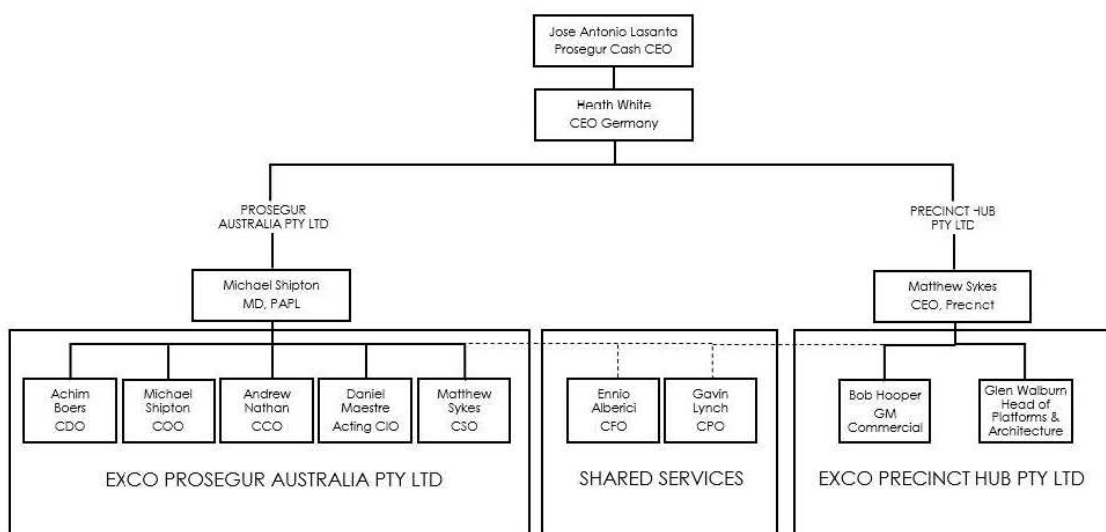 Jose Antonio Lasanta
Prosegur Cash CEO
Heath White
CEO Germany
PROSEGUR
AUSTRALIA PTY LTD
PRECINCT HUB
PTY LTD
Michael Shipton
MD, PAPL
Matthew Sykes
CEO, Precinct
Achim
Boers
CDO
Michael
Shipton
COO
Andrew
Nathan
CCO
Daniel
Maestre
Acting CIO
Matthew
Sykes
CSO
Ennio
Alberici
CFO
Gavin
Lynch
CPO
Bob Hooper
GM
Commercial
Glen Walburn
Head of
Platforms &
Architecture
EXCO PROSEGUR AUSTRALIA PTY LTD
SHARED SERVICES
EXCO PRECINCT HUB PTY LTD